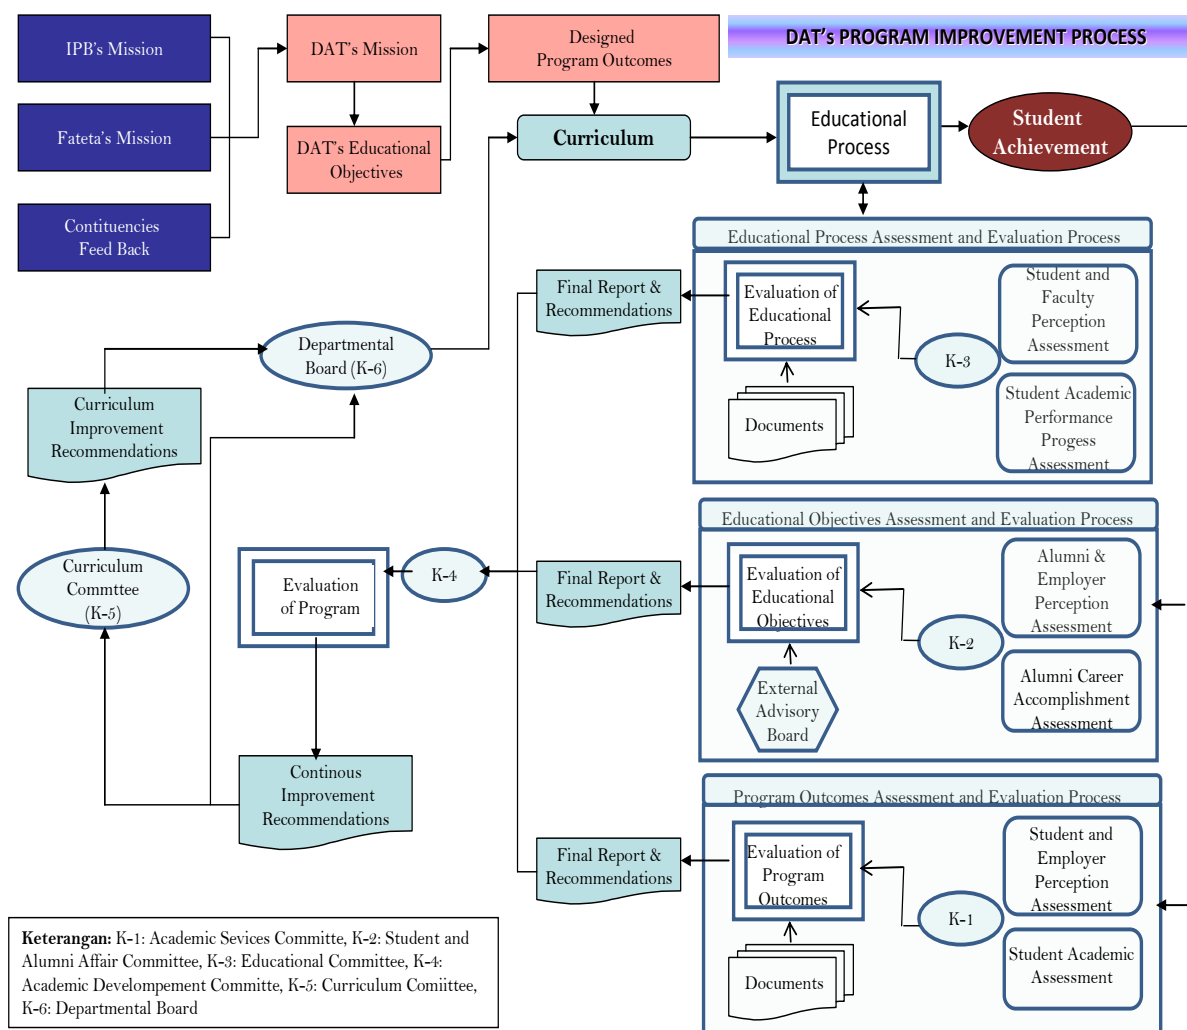 DAT's PROGRAM IMPROVEMENT PROCESS
IPB's Mission
Fateta's Mission
Contituencies
Feed Back
DAT's Mission
DAT's Educational
Objectives
Designed
Program Outcomes
Curriculum
Educational
Process
Student
Achievement
Educational Process Assessment and Evaluation Process
Final Report &
Recommendations
Evaluation of
Educational
Process
Documents
K-3
Student and
Faculty
Perception
Assessment
Student Academic
Performance
Progess
Assessment
Departmental
Board (K-6)
Curriculum
Improvement
Recommendations
Curriculum
Committee
(K-5)
Evaluation
of Program
K-4
Continous
Improvement
Recommendations
Educational Objectives Assessment and Evaluation Process
Final Report &
Recommendations
Evaluation of
Educational
Objectives
External
Advisory
Board
K-2
Alumni &
Employer
Perception
Assessment
Alumni Career
Accomplishment
Assessment
Program Outcomes Assessment and Evaluation Process
Final Report &
Recommendations
Evaluation of
Program
Outcomes
Documents
K-1
Student and
Employer
Perception
Assessment
Student Academic
Assessment
Keterangan: K-1: Academic Sevices Committe, K-2: Student and
Alumni Affair Committee, K-3: Educational Committee, K-4:
Academic Develompement Committe, K-5: Curriculum Comiittee,
K-6: Departmental Board